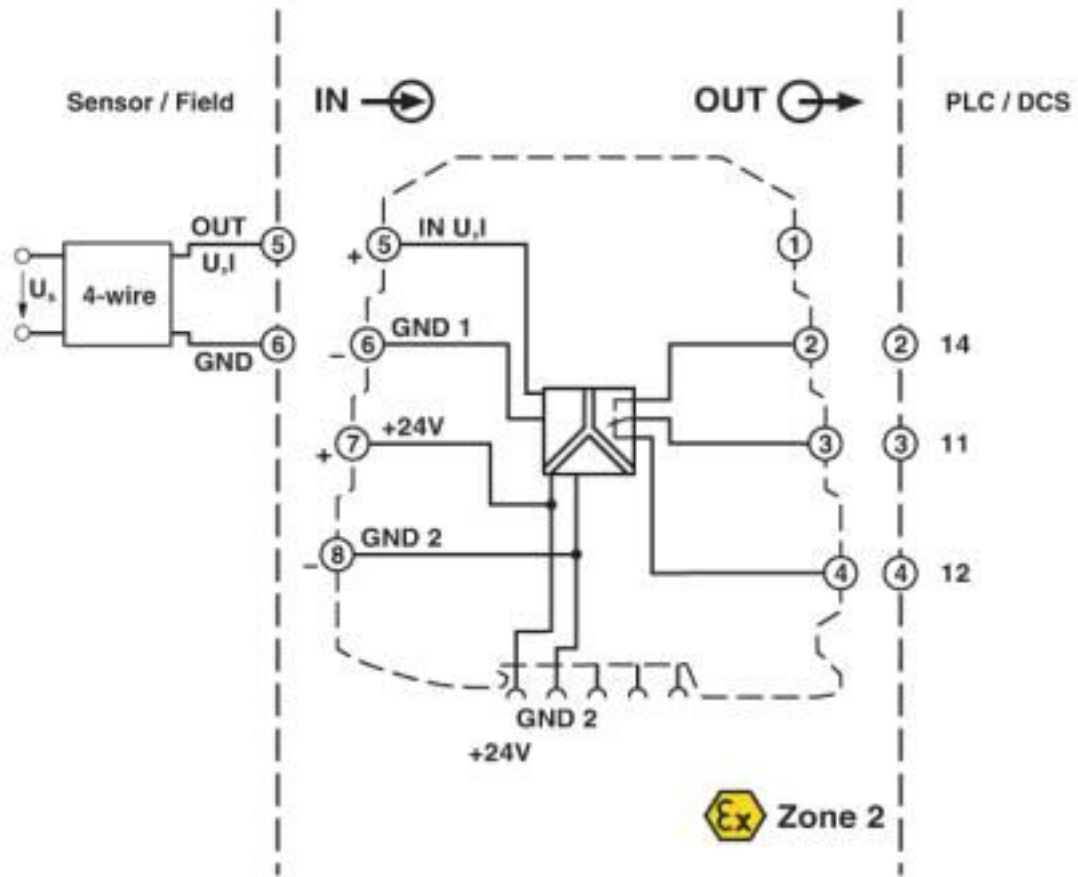 Sensor / Field
IN
OUT
PLC / DCS
OUT
5
U,I
Us
4-wire
6
GND
5
IN U,I
+
1
6
GND 1
–
2
2
14
7
+24V
+
3
3
11
8
GND 2
–
4
4
12
GND 2
+24V
Ex Zone 2